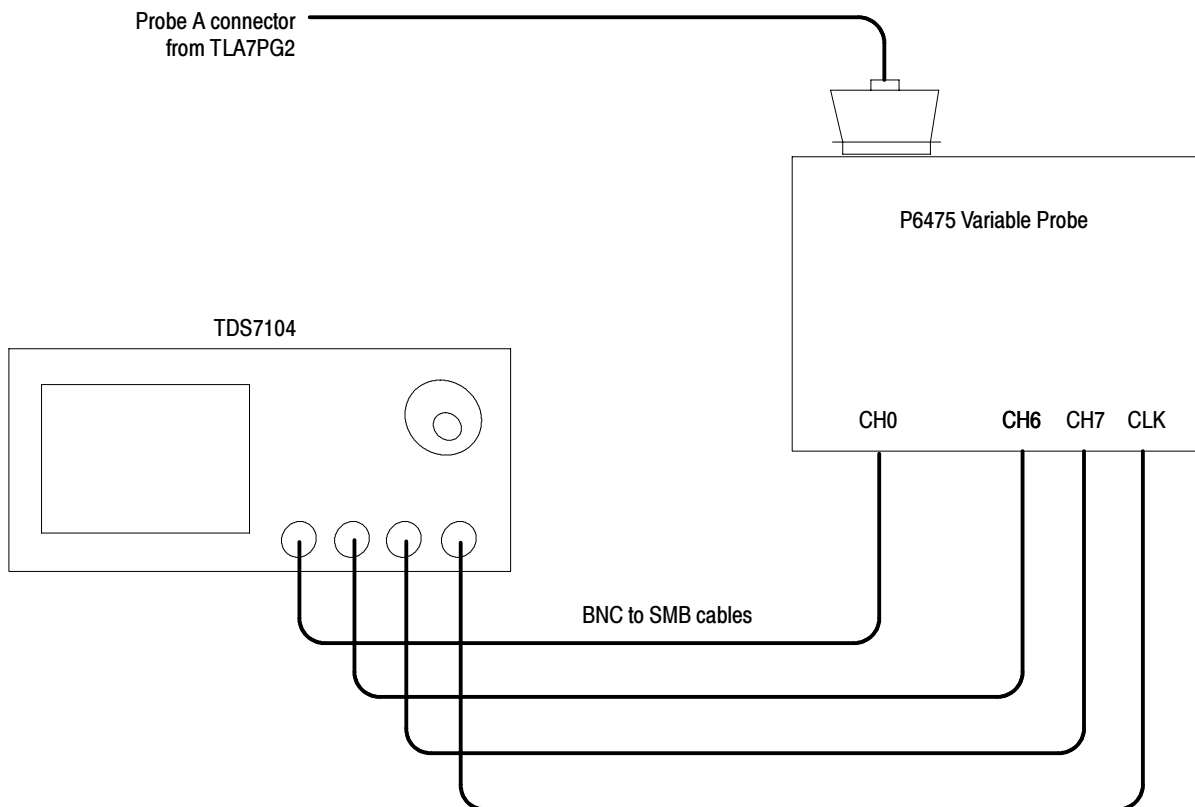 Probe A connector
from TLA7PG2
P6475 Variable Probe
TDS7104
CH0 CH6 CH7 CLK
BNC to SMB cables